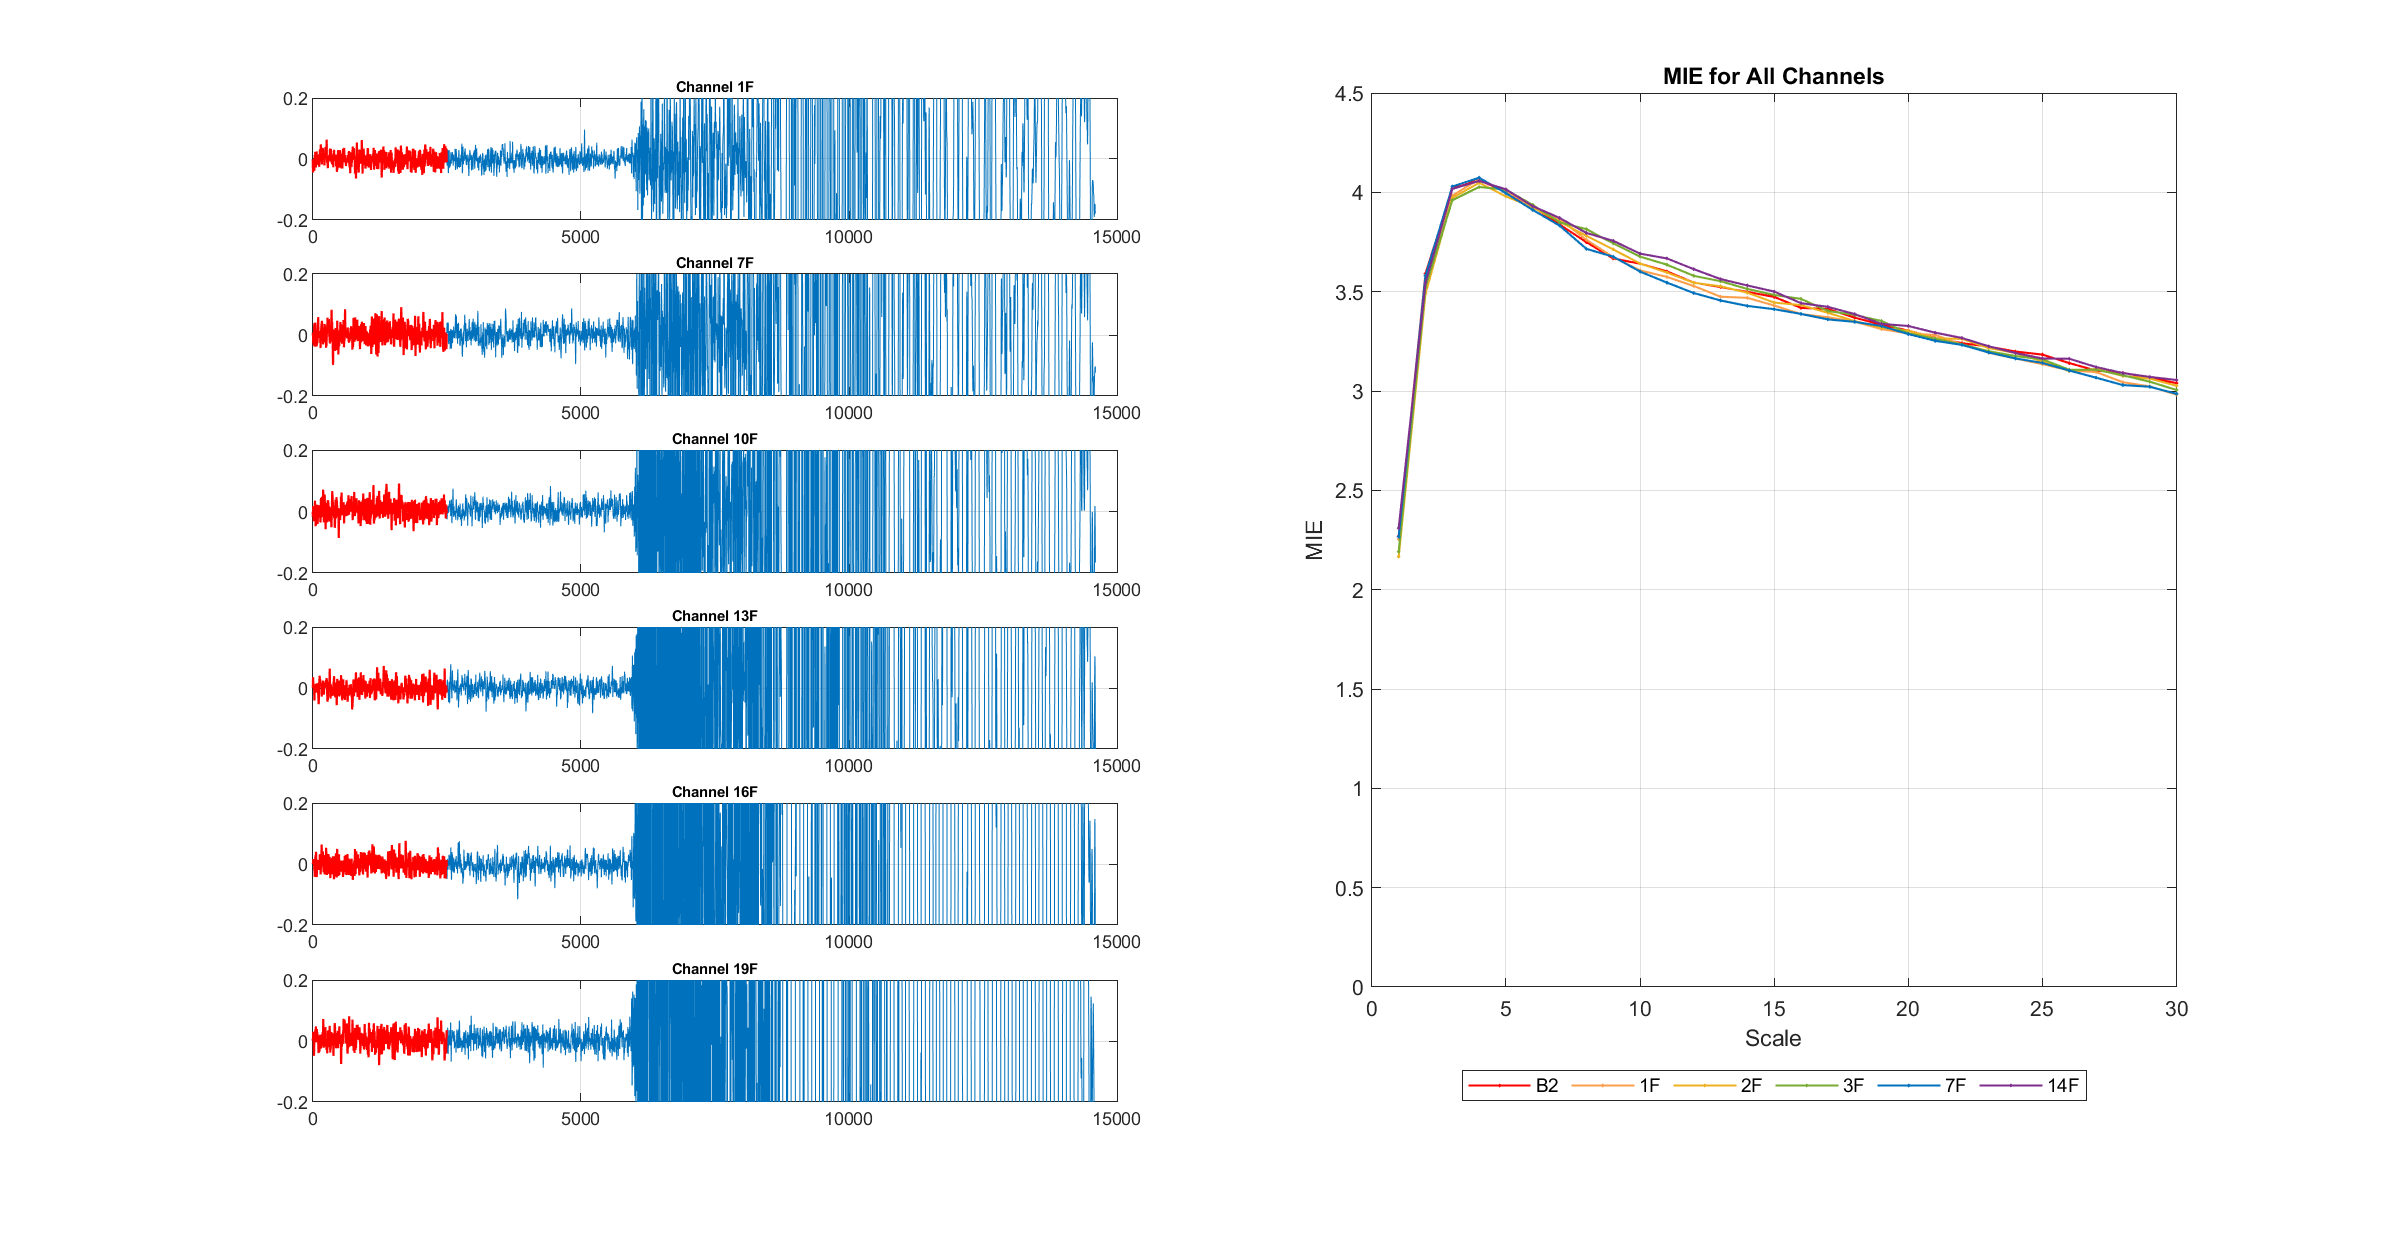 Channel 1F
0.2
0
-0.2
0 5000 10000 15000
Channel 7F
0.2
0
-0.2
0 5000 10000 15000
Channel 10F
0.2
0
-0.2
0 5000 10000 15000
Channel 13F
0.2
0
-0.2
0 5000 10000 15000
Channel 16F
0.2
0
-0.2
0 5000 10000 15000
Channel 19F
0.2
0
-0.2
0 5000 10000 15000
MIE for All Channels
4.5
4
3.5
3
2.5
2
1.5
1
0.5
0
MIE
0 5 10 15 20 25 30
Scale
B2 1F 2F 3F 7F 14F